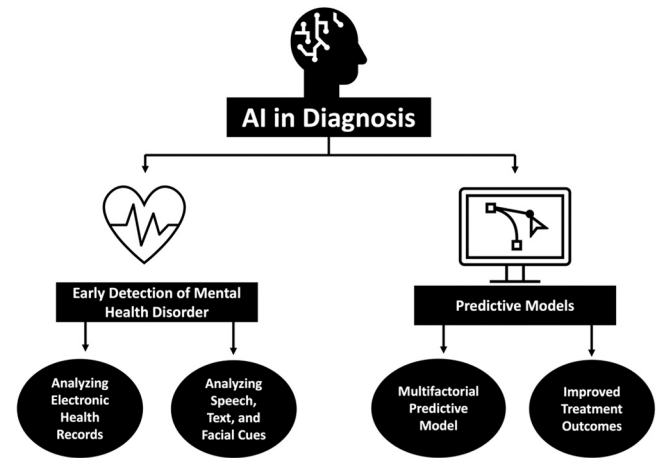 AI in Diagnosis
Early Detection of Mental
Health Disorder
Predictive Models
Analyzing
Electronic
Health
Records
Analyzing
Speech,
Text, and
Facial Cues
Multifactorial
Predictive
Model
Improved
Treatment
Outcomes